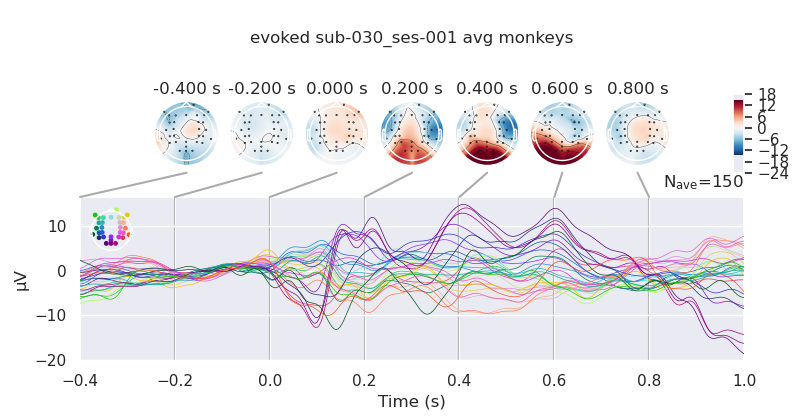 evoked sub-030_ses-001 avg monkeys
-0.400 s -0.200 s 0.000 s 0.200 s 0.400 s 0.600 s 0.800 s
18
12
6
0
−6
−12
−18
−24
Nave=150
10
0
−10
−20
µV
−0.4 −0.2 0.0 0.2 0.4 0.6 0.8 1.0
Time (s)